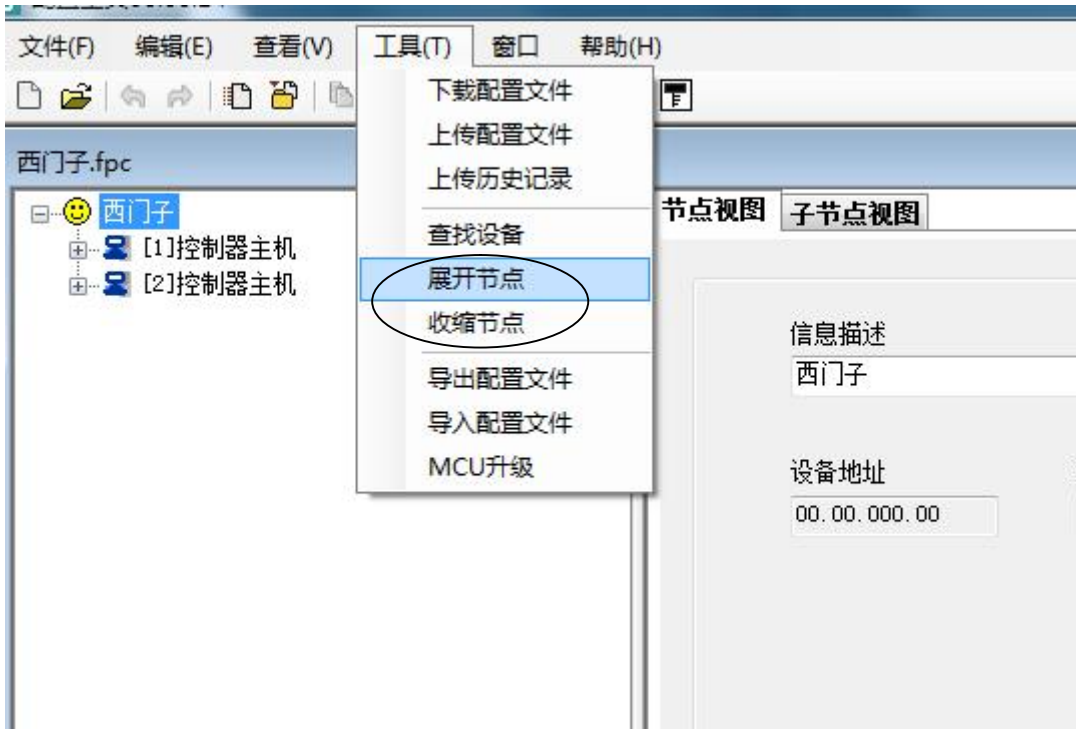 文件(F) 编辑(E) 查看(V) 工具(T) 窗口 帮助(H)
下载配置文件
上传配置文件
上传历史记录
查找设备
展开节点
收缩节点
导出配置文件
导入配置文件
MCU升级
西门子.fpc
西门子
[1]控制器主机
[2]控制器主机
节点视图 子节点视图
信息描述
西门子
设备地址
00.00.000.00